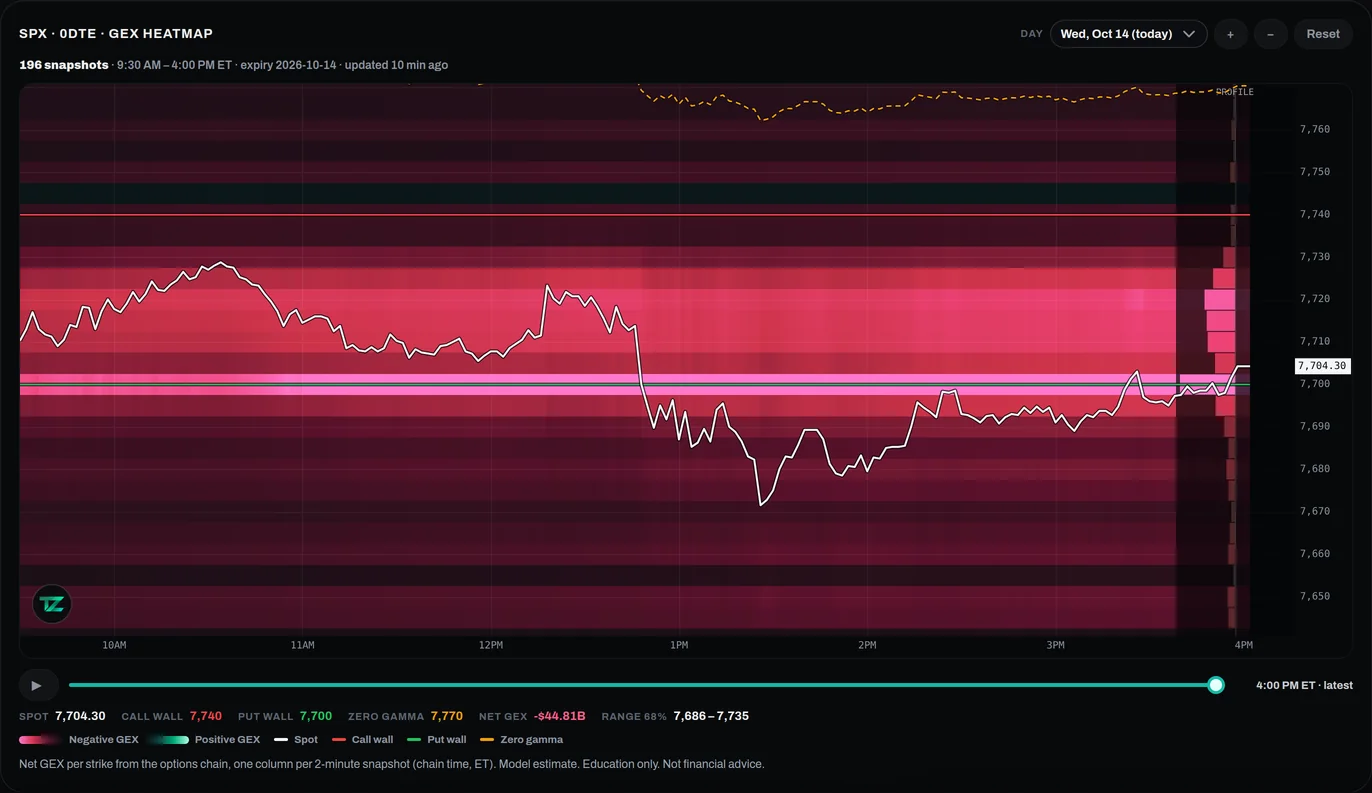 SPX · 0DTE · GEX HEATMAP
DAY Wed, Oct 14 (today) + − Reset
196 snapshots · 9:30 AM – 4:00 PM ET · expiry 2026-10-14 · updated 10 min ago
PROFILE
7,760
7,750
7,740
7,730
7,720
7,710
7,704.30
7,700
7,690
7,680
7,670
7,660
7,650
TZ
10AM 11AM 12PM 1PM 2PM 3PM 4PM
4:00 PM ET · latest
SPOT 7,704.30 CALL WALL 7,740 PUT WALL 7,700 ZERO GAMMA 7,770 NET GEX -$44.81B RANGE 68% 7,686 – 7,735
Negative GEX Positive GEX Spot Call wall Put wall Zero gamma
Net GEX per strike from the options chain, one column per 2-minute snapshot (chain time, ET). Model estimate. Education only. Not financial advice.